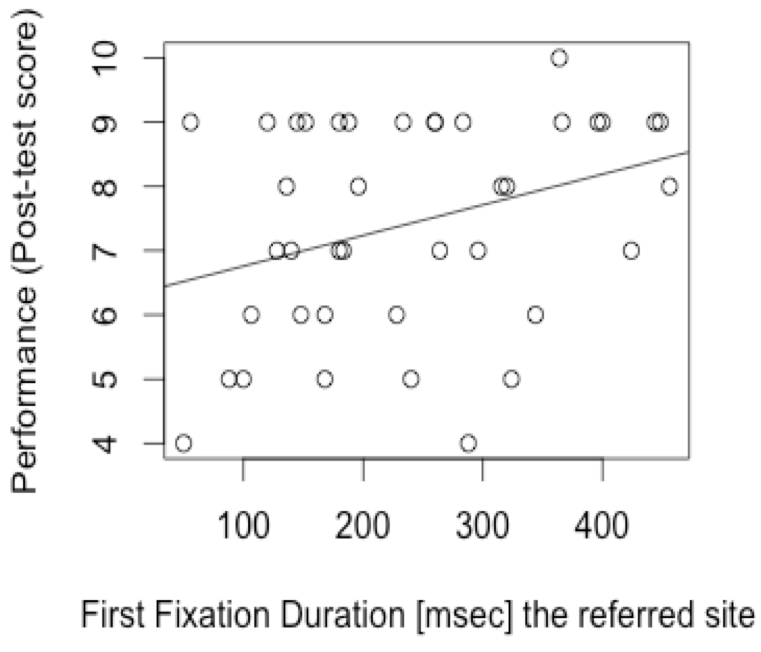 Performance (Post-test score)
10
9
8
7
6
5
4
100 200 300 400
First Fixation Duration [msec] the referred site